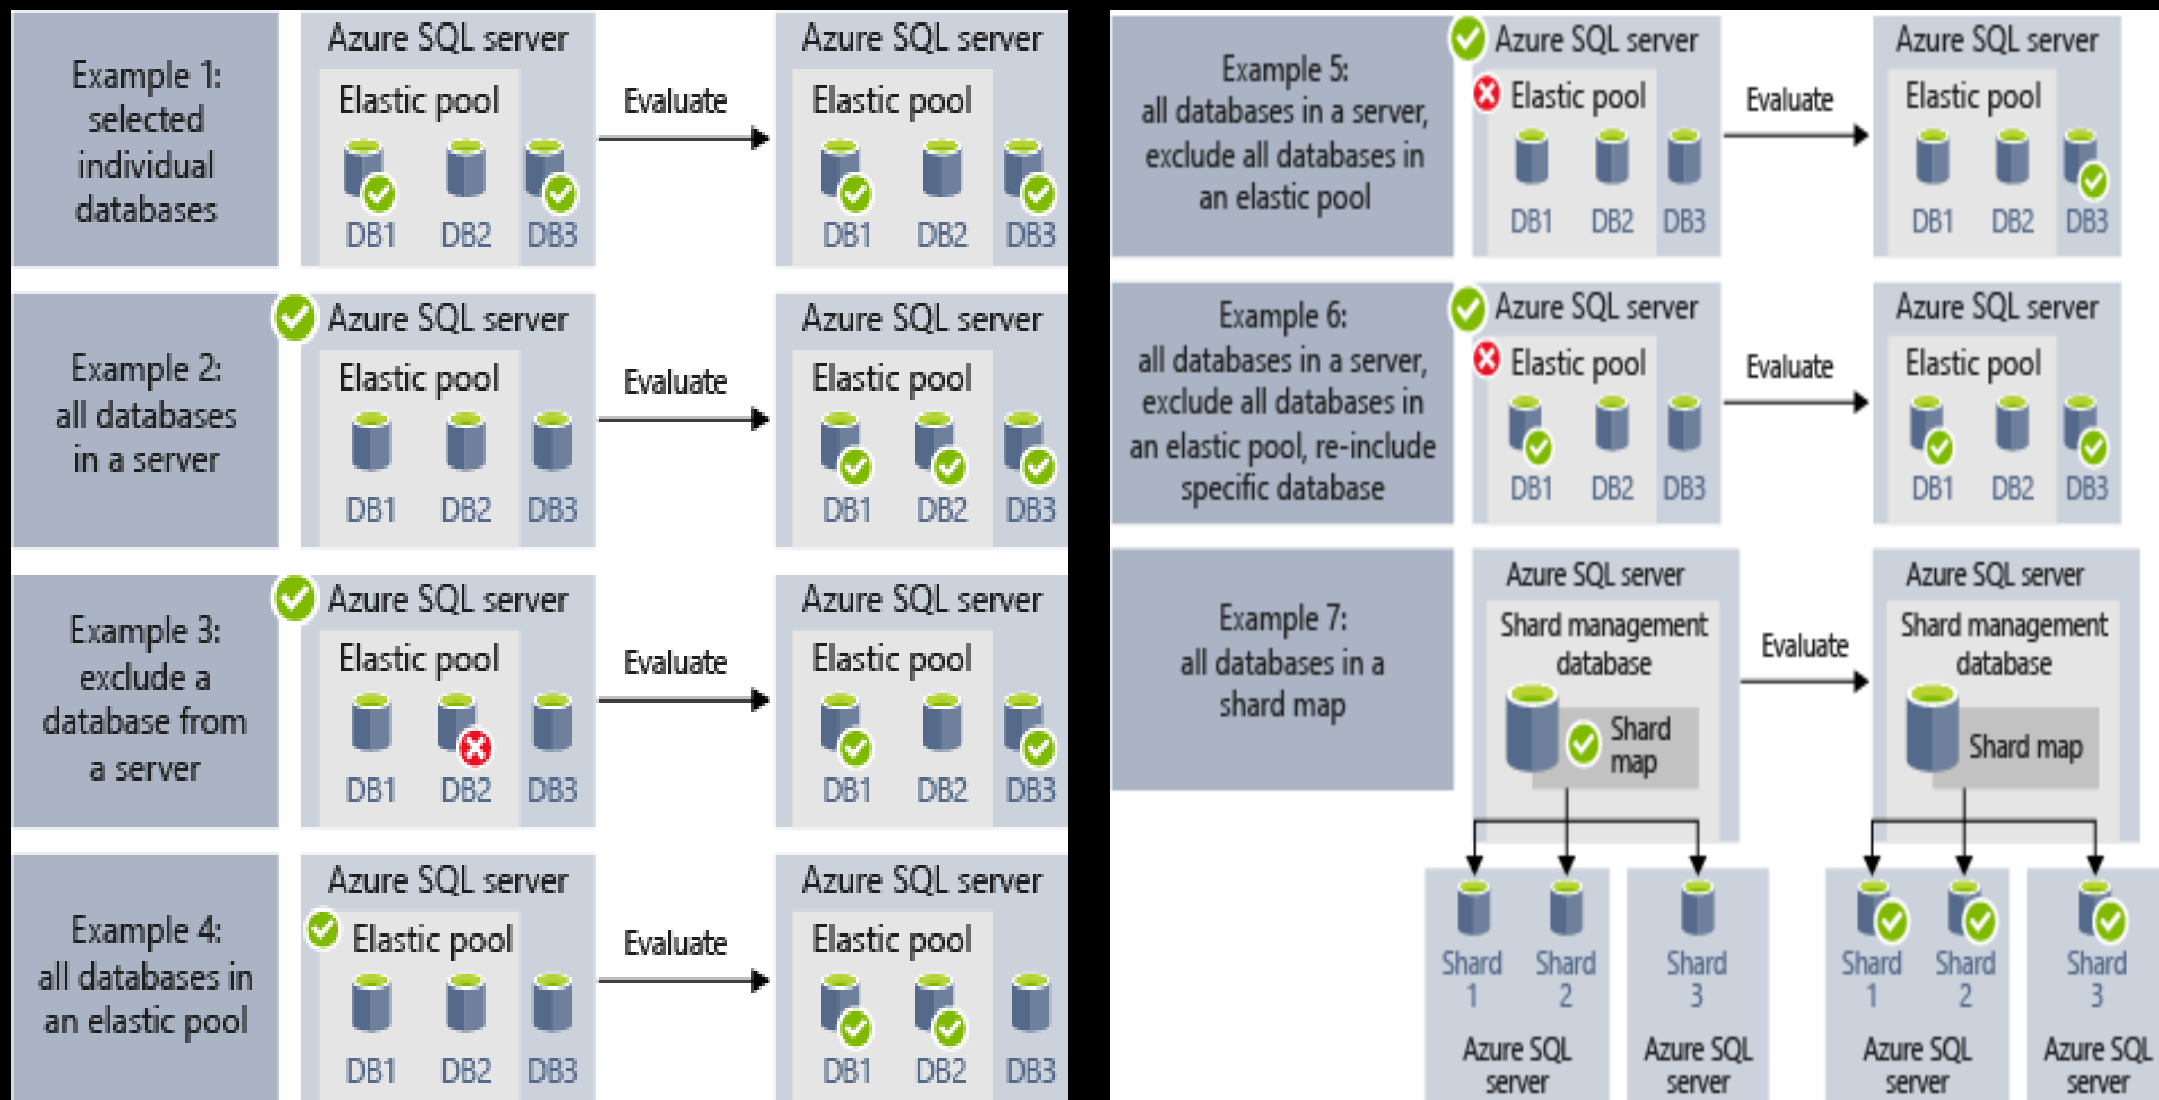 Example 1:
selected
individual
databases
Azure SQL server
Elastic pool
DB1 DB2 DB3
Evaluate
Azure SQL server
Elastic pool
DB1 DB2 DB3
Example 2:
all databases
in a server
Azure SQL server
Elastic pool
DB1 DB2 DB3
Evaluate
Azure SQL server
Elastic pool
DB1 DB2 DB3
Example 3:
exclude a
database from
a server
Azure SQL server
Elastic pool
DB1 DB2 DB3
Evaluate
Azure SQL server
Elastic pool
DB1 DB2 DB3
Example 4:
all databases in
an elastic pool
Azure SQL server
Elastic pool
DB1 DB2 DB3
Evaluate
Azure SQL server
Elastic pool
DB1 DB2 DB3
Example 5:
all databases in a server,
exclude all databases in
an elastic pool
Azure SQL server
Elastic pool
DB1 DB2 DB3
Evaluate
Azure SQL server
Elastic pool
DB1 DB2 DB3
Example 6:
all databases in a server,
exclude all databases in
an elastic pool, re-include
specific database
Azure SQL server
Elastic pool
DB1 DB2 DB3
Evaluate
Azure SQL server
Elastic pool
DB1 DB2 DB3
Example 7:
all databases in a
shard map
Azure SQL server
Shard management
database
Shard
map
Evaluate
Azure SQL server
Shard management
database
Shard map
Shard
1
Shard
2
Azure SQL
server
Shard
3
Azure SQL
server
Shard
1
Shard
2
Azure SQL
server
Shard
3
Azure SQL
server